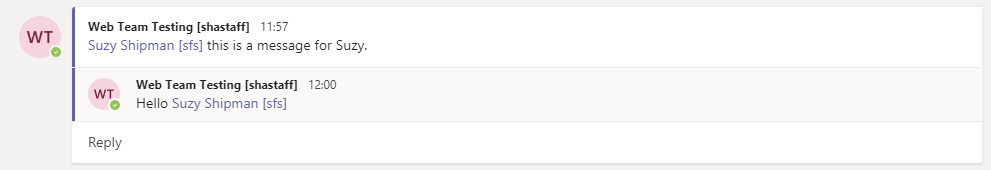 WT
Web Team Testing [shastaff] 11:57
Suzy Shipman [sfs] this is a message for Suzy.
WT
Web Team Testing [shastaff] 12:00
Hello Suzy Shipman [sfs]
Reply